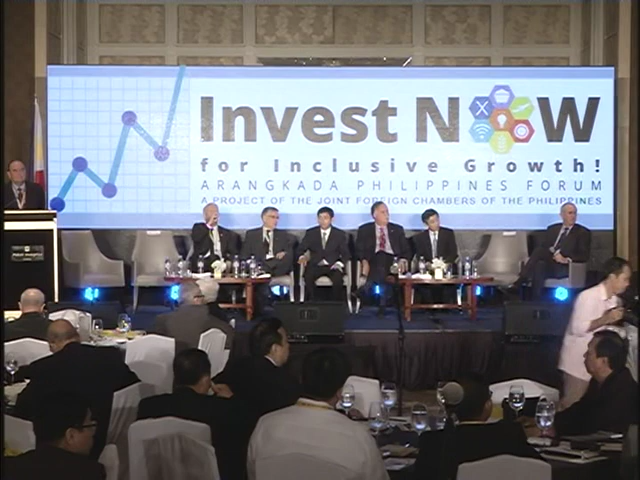 Invest NOW
for Inclusive Growth!
ARANGKADA PHILIPPINES FORUM
A PROJECT OF THE JOINT FOREIGN CHAMBERS OF THE PHILIPPINES